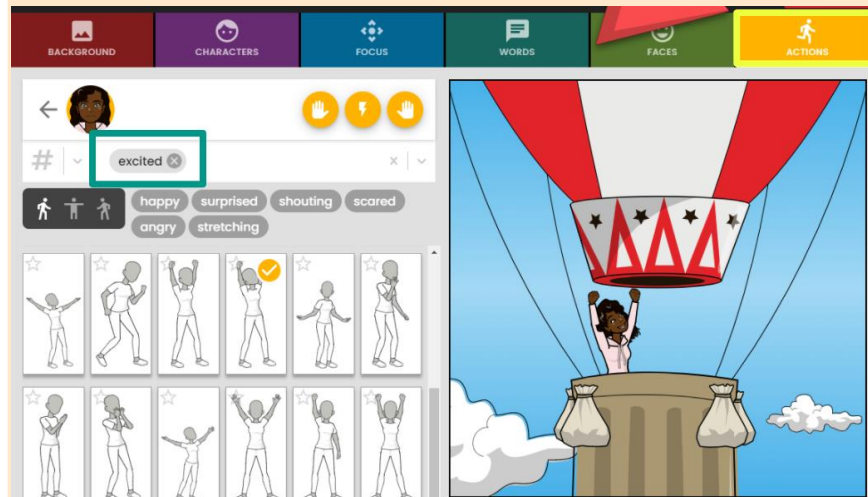 BACKGROUND CHARACTERS FOCUS WORDS FACES ACTIONS
# excited
happy surprised shouting scared
angry stretching